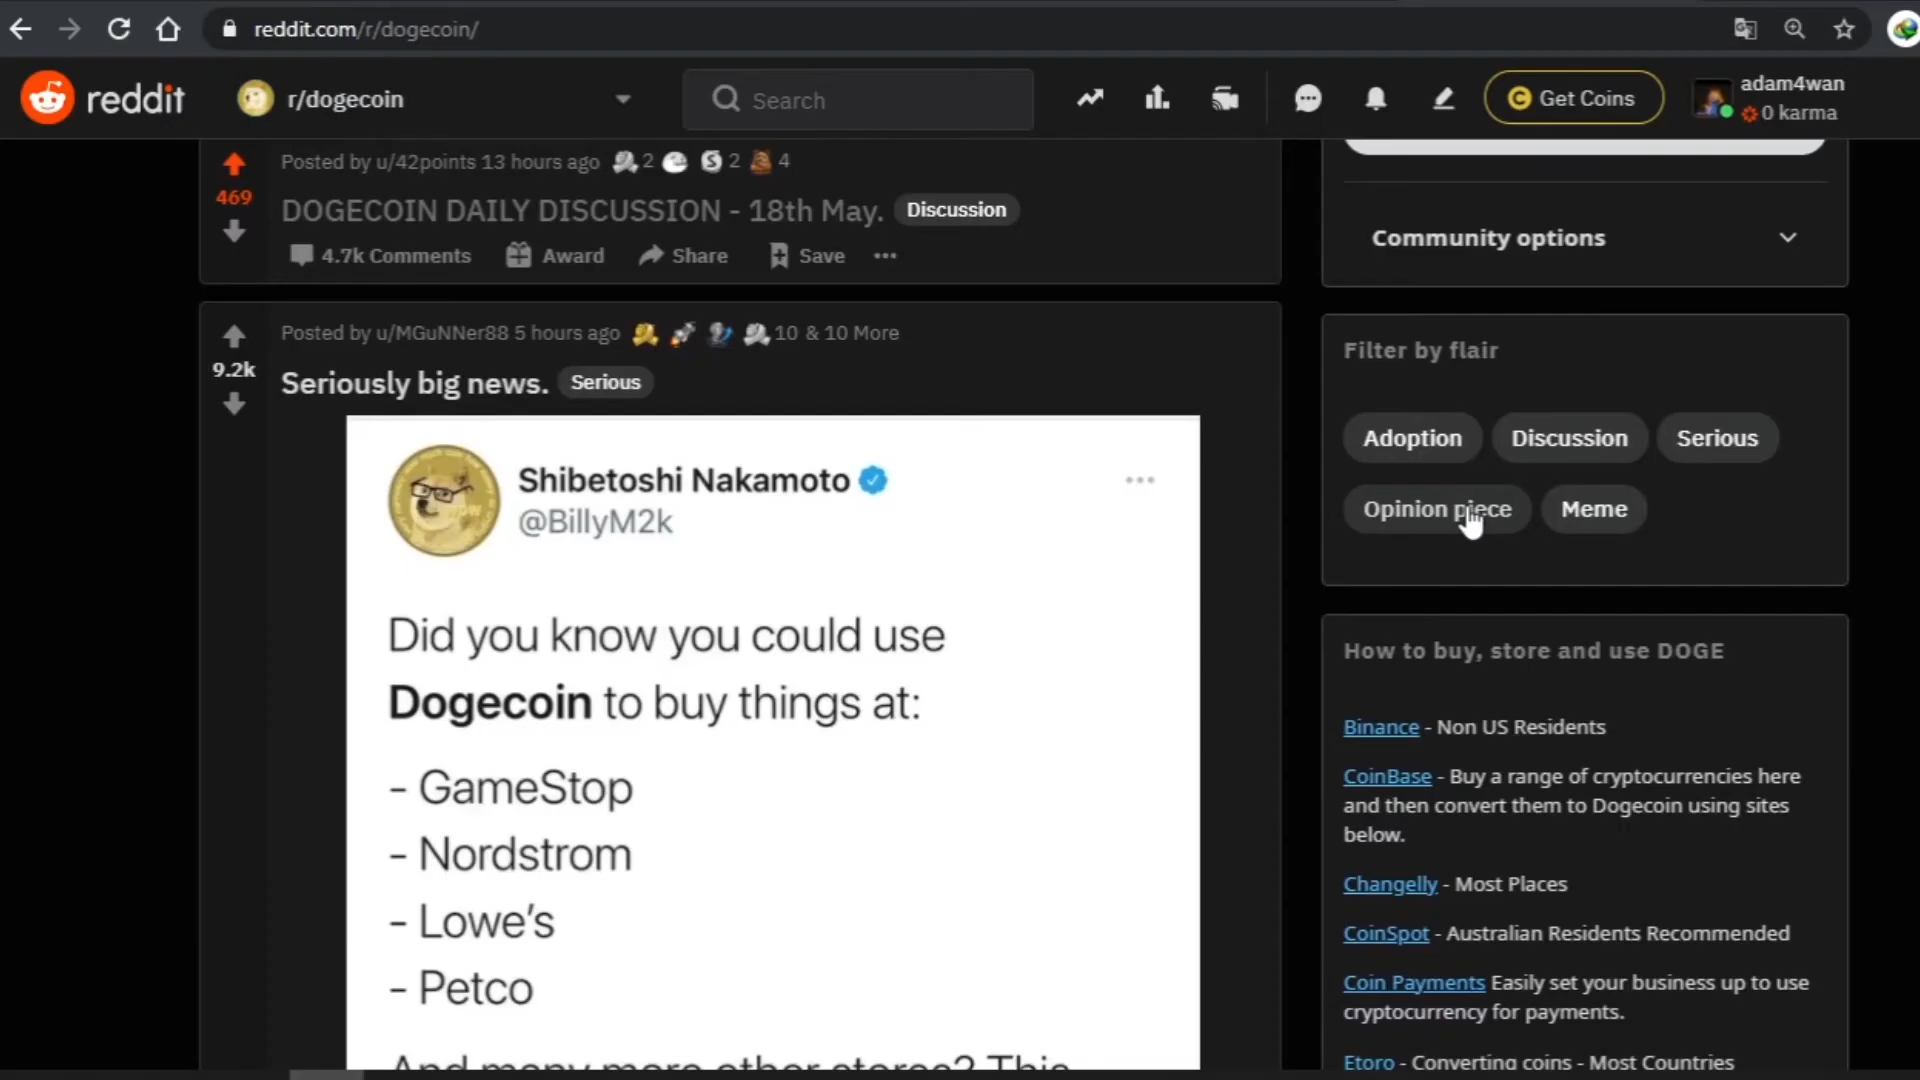 reddit.com/r/dogecoin/
reddit
r/dogecoin
Search
Get Coins
adam4wan
0 karma
Posted by u/42points 13 hours ago 2 2 4
469
DOGECOIN DAILY DISCUSSION - 18th May. Discussion
4.7k Comments Award Share Save
Posted by u/MGuNNer88 5 hours ago 10 & 10 More
9.2k
Seriously big news. Serious
Shibetoshi Nakamoto
@BillyM2k
Did you know you could use
Dogecoin to buy things at:
- GameStop
- Nordstrom
- Lowe's
- Petco
And many more other stores? This
Community options
Filter by flair
Adoption Discussion Serious
Opinion piece Meme
How to buy, store and use DOGE
Binance - Non US Residents
CoinBase - Buy a range of cryptocurrencies here
and then convert them to Dogecoin using sites
below.
Changelly - Most Places
CoinSpot - Australian Residents Recommended
Coin Payments Easily set your business up to use
cryptocurrency for payments.
Etoro - Converting coins - Most Countries